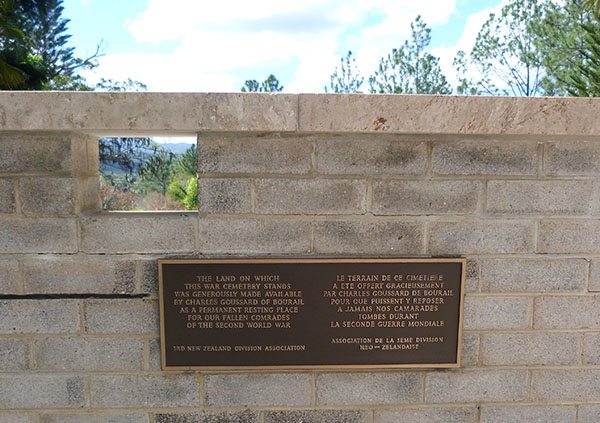 THE LAND ON WHICH
THIS WAR CEMETERY STANDS
WAS GENEROUSLY MADE AVAILABLE
BY CHARLES GOUSSARD OF BOURAIL
AS A PERMANENT RESTING PLACE
FOR OUR FALLEN COMRADES
OF THE SECOND WORLD WAR
3RD NEW ZEALAND DIVISION ASSOCIATION
LE TERRAIN DE CE CIMETIÈRE
A ÉTÉ OFFERT GRACIEUSEMENT
PAR CHARLES GOUSSARD DE BOURAIL
POUR QUE PUISSENT Y REPOSER
A JAMAIS NOS CAMARADES
TOMBES DURANT
LA SECONDE GUERRE MONDIALE
ASSOCIATION DE LA 3EME DIVISION
NEO-ZELANDAISE